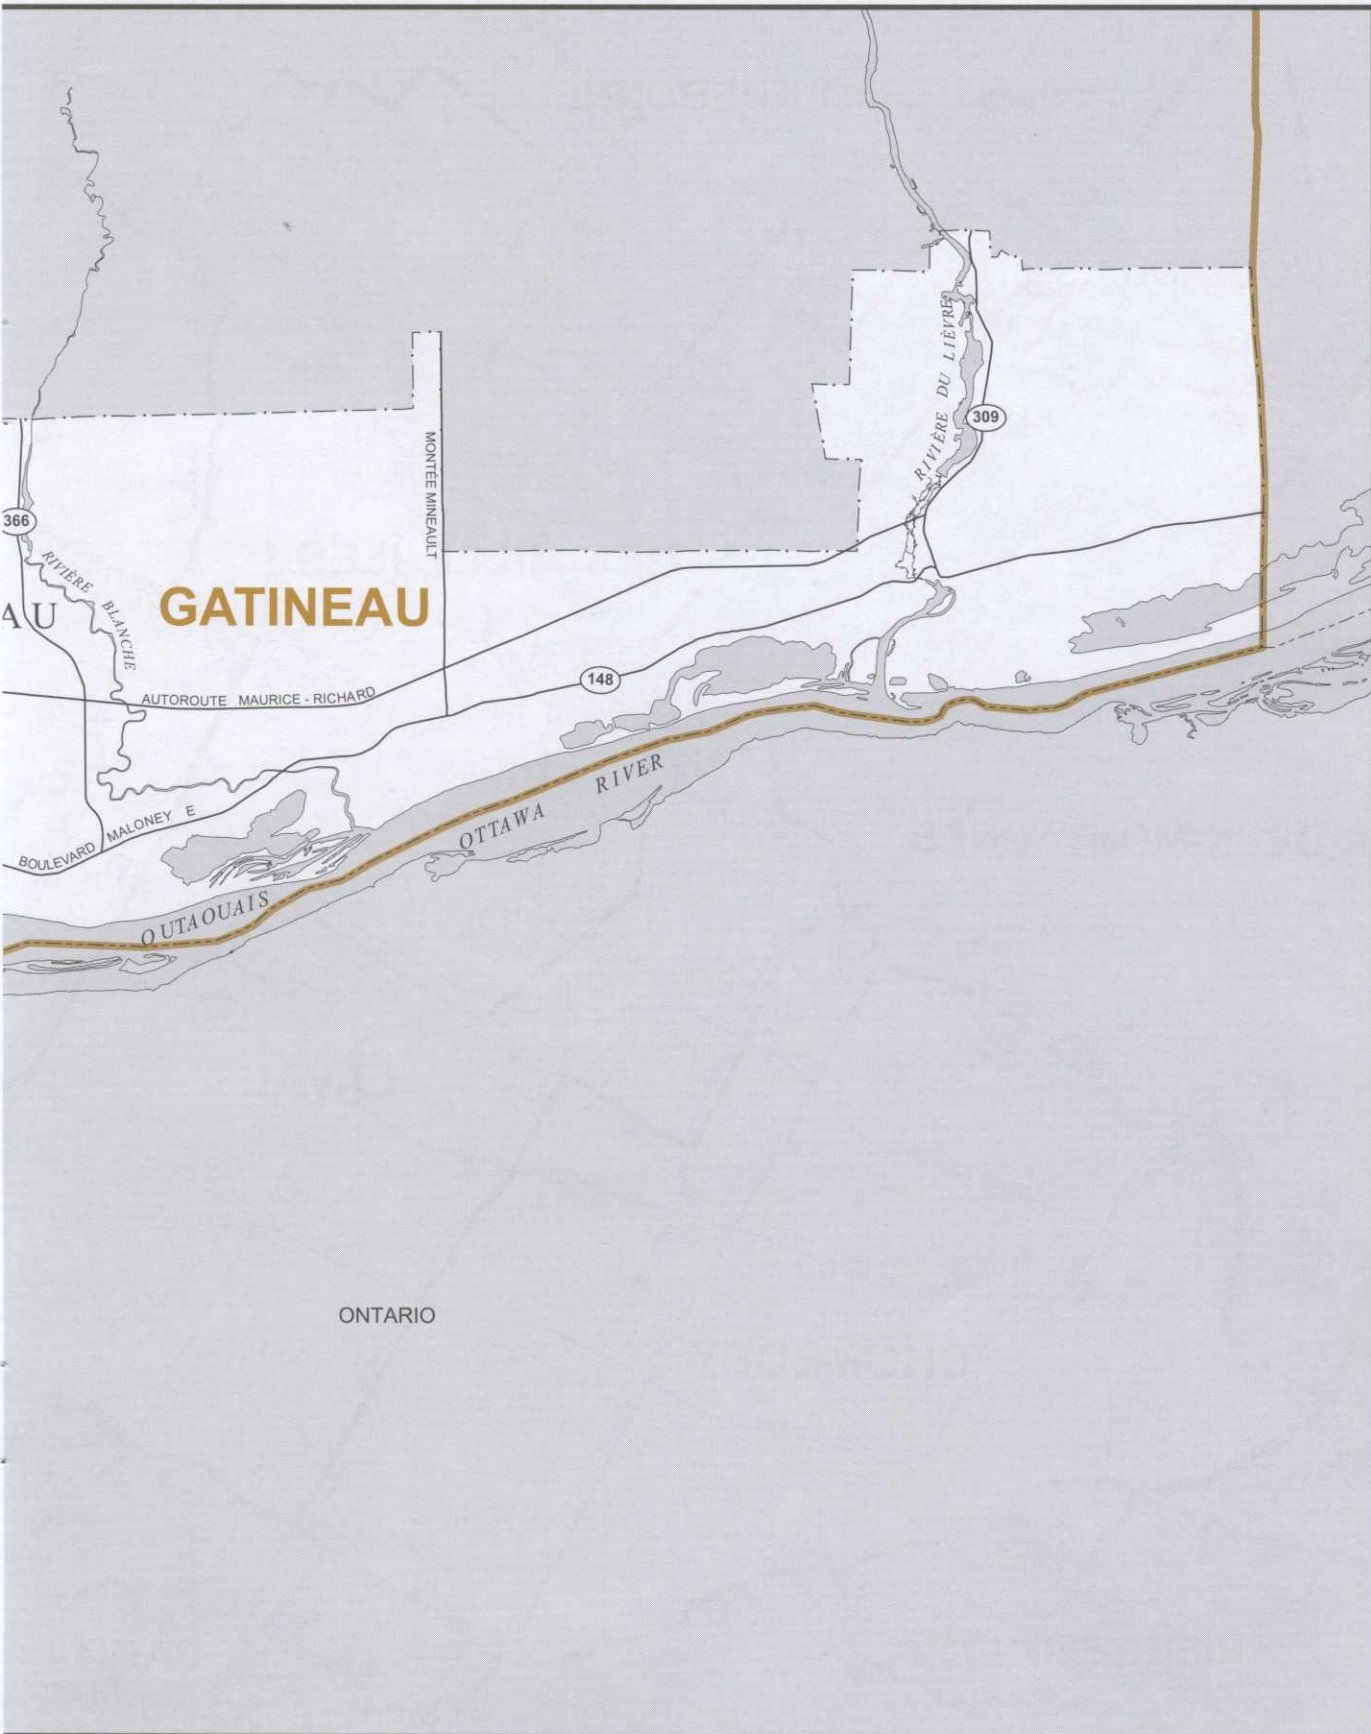 RIVIÈRE DU LIÈVRE
309
MONTÉE MINEAULT
366
RIVIÈRE BLANCHE
AU
GATINEAU
148
AUTOROUTE MAURICE - RICHARD
OTTAWA RIVER
BOULEVARD MALONEY E
OUTAOUAIS
ONTARIO